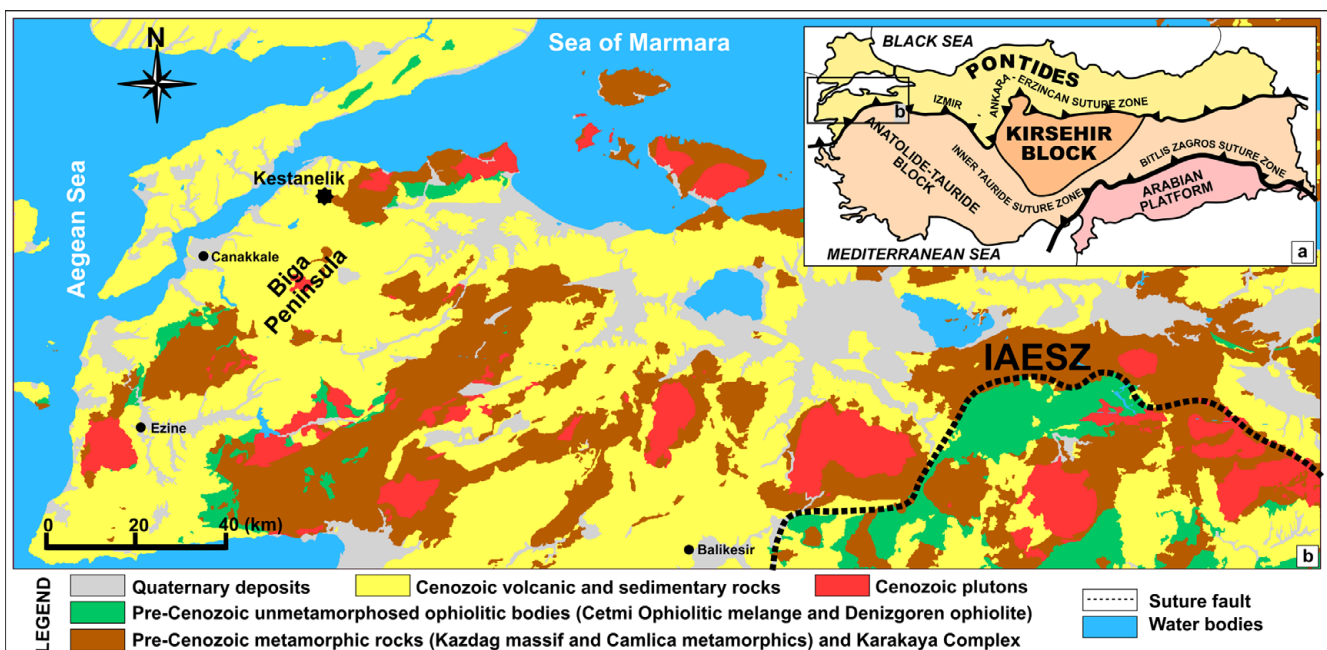 N
Sea of Marmara
Aegean Sea
Kestanelik
Canakkale
Biga
Peninsula
Ezine
IAESZ
Balikesir
0 20 40 (km)
b
BLACK SEA
PONTIDES
b
IZMIR
ANKARA - ERZINCAN SUTURE ZONE
KIRSEHIR
BLOCK
ANATOLIDE-TAURIDE
BLOCK
INNER TAURIDE SUTURE ZONE
BITLIS ZAGROS SUTURE ZONE
ARABIAN
PLATFORM
MEDITERRANEAN SEA
a
LEGEND
Quaternary deposits
Cenozoic volcanic and sedimentary rocks
Cenozoic plutons
Pre-Cenozoic unmetamorphosed ophiolitic bodies (Cetmi Ophiolitic melange and Denizgoren ophiolite)
Pre-Cenozoic metamorphic rocks (Kazdag massif and Camlica metamorphics) and Karakaya Complex
Suture fault
Water bodies